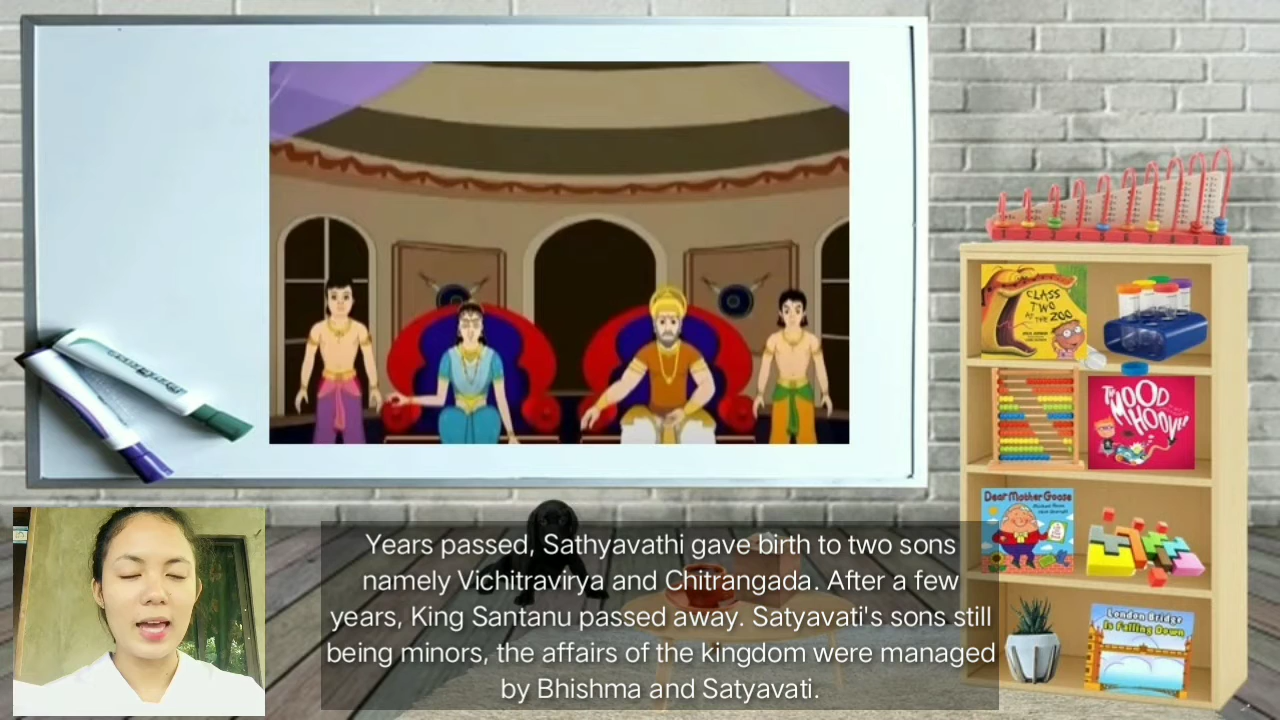 CLASS
TWO
AT THE ZOO
THE
MOOD
HOOVER
Dear Mother Goose
London Bridge
Is Falling Down
Years passed, Sathyavathi gave birth to two sons
namely Vichitravirya and Chitrangada. After a few
years, King Santanu passed away. Satyavati's sons still
being minors, the affairs of the kingdom were managed
by Bhishma and Satyavati.